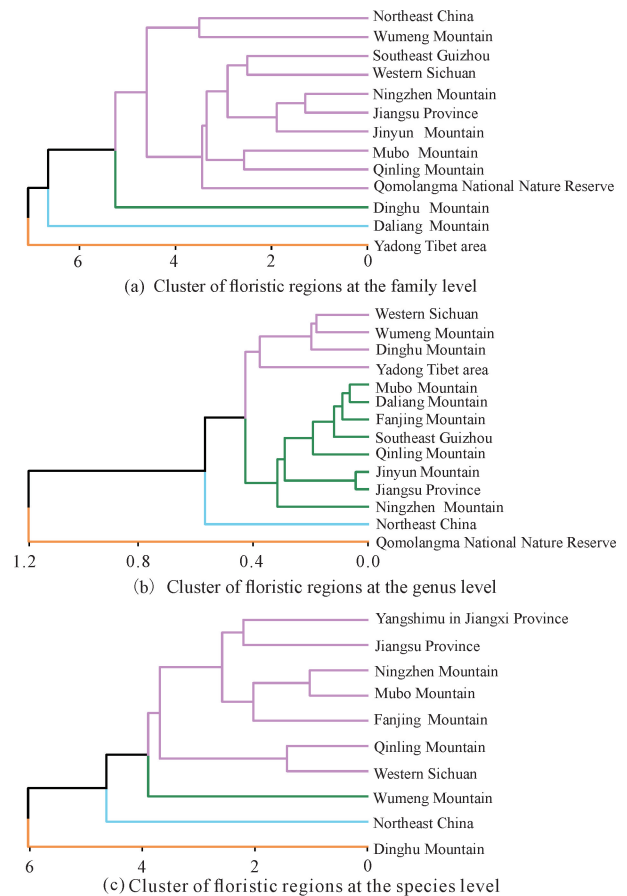 Northeast China
Wumeng Mountain
Southeast Guizhou
Western Sichuan
Ningzhen Mountain
Jiangsu Province
Jinyun Mountain
Mubo Mountain
Qinling Mountain
Qomolangma National Nature Reserve
Dinghu Mountain
Daliang Mountain
Yadong Tibet area
6 4 2 0
(a) Cluster of floristic regions at the family level
Western Sichuan
Wumeng Mountain
Dinghu Mountain
Yadong Tibet area
Mubo Mountain
Daliang Mountain
Fanjing Mountain
Southeast Guizhou
Qinling Mountain
Jinyun Mountain
Jiangsu Province
Ningzhen Mountain
Northeast China
Qomolangma National Nature Reserve
1.2 0.8 0.4 0.0
(b) Cluster of floristic regions at the genus level
Yangshimu in Jiangxi Province
Jiangsu Province
Ningzhen Mountain
Mubo Mountain
Fanjing Mountain
Qinling Mountain
Western Sichuan
Wumeng Mountain
Northeast China
Dinghu Mountain
6 4 2 0
(c) Cluster of floristic regions at the species level